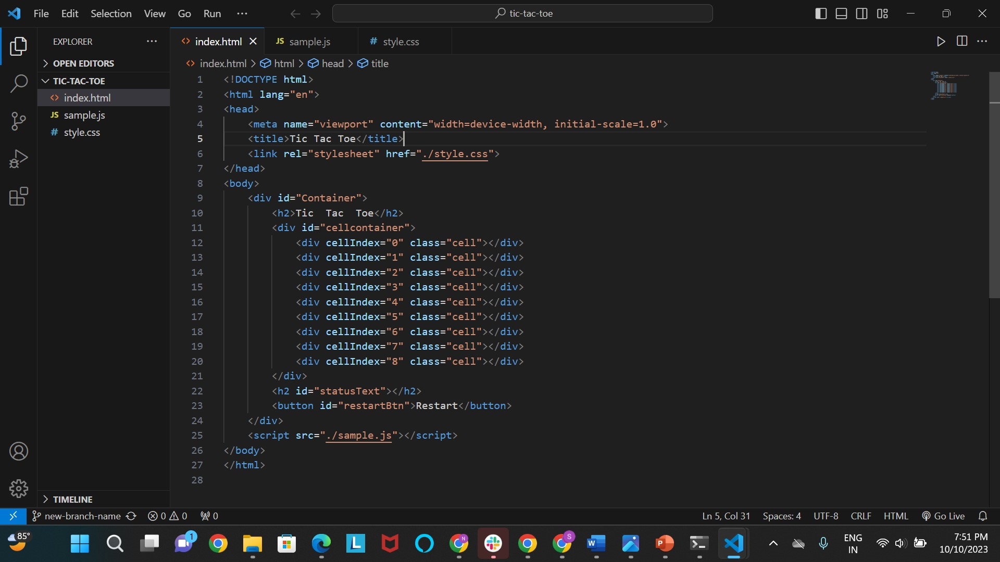 File Edit Selection View Go Run
tic-tac-toe
EXPLORER
index.html
JS sample.js
# style.css
OPEN EDITORS
index.html > html > head > title
TIC-TAC-TOE
index.html
JS sample.js
# style.css
1 <!DOCTYPE html>
2 <html lang="en">
3 <head>
4 <meta name="viewport" content="width=device-width, initial-scale=1.0">
5 <title>Tic Tac Toe</title>
6 <link rel="stylesheet" href="./style.css">
7 </head>
8 <body>
9 <div id="Container">
10 <h2>Tic  Tac  Toe</h2>
11 <div id="cellcontainer">
12 <div cellIndex="0" class="cell"></div>
13 <div cellIndex="1" class="cell"></div>
14 <div cellIndex="2" class="cell"></div>
15 <div cellIndex="3" class="cell"></div>
16 <div cellIndex="4" class="cell"></div>
17 <div cellIndex="5" class="cell"></div>
18 <div cellIndex="6" class="cell"></div>
19 <div cellIndex="7" class="cell"></div>
20 <div cellIndex="8" class="cell"></div>
21 </div>
22 <h2 id="statusText"></h2>
23 <button id="restartBtn">Restart</button>
24 </div>
25 <script src="./sample.js"></script>
26 </body>
27 </html>
28
TIMELINE
new-branch-name 0 0 0
Ln 5, Col 31 Spaces: 4 UTF-8 CRLF HTML Go Live
85°
1
L
N
S
W
P
ENG
IN
7:51 PM
10/10/2023